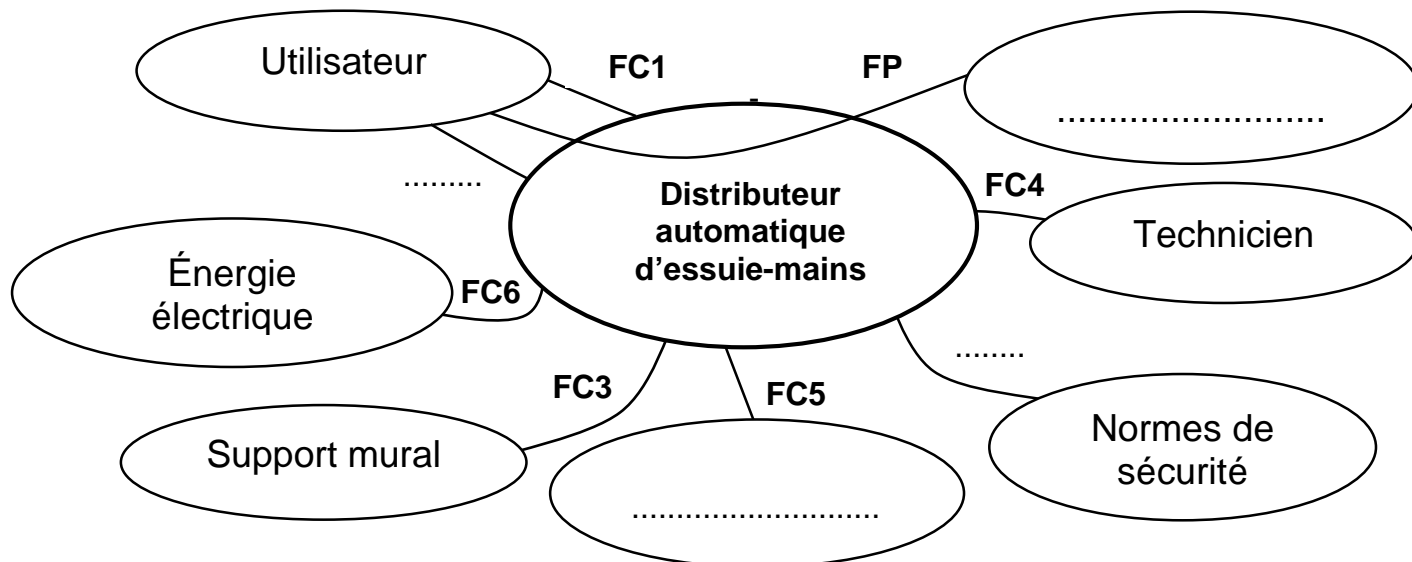 Utilisateur
FC1
FP
..........................
.........
Distributeur
automatique
d’essuie-mains
FC4
Technicien
Énergie
électrique
FC6
........
FC3
FC5
Support mural
Normes de
sécurité
...........................